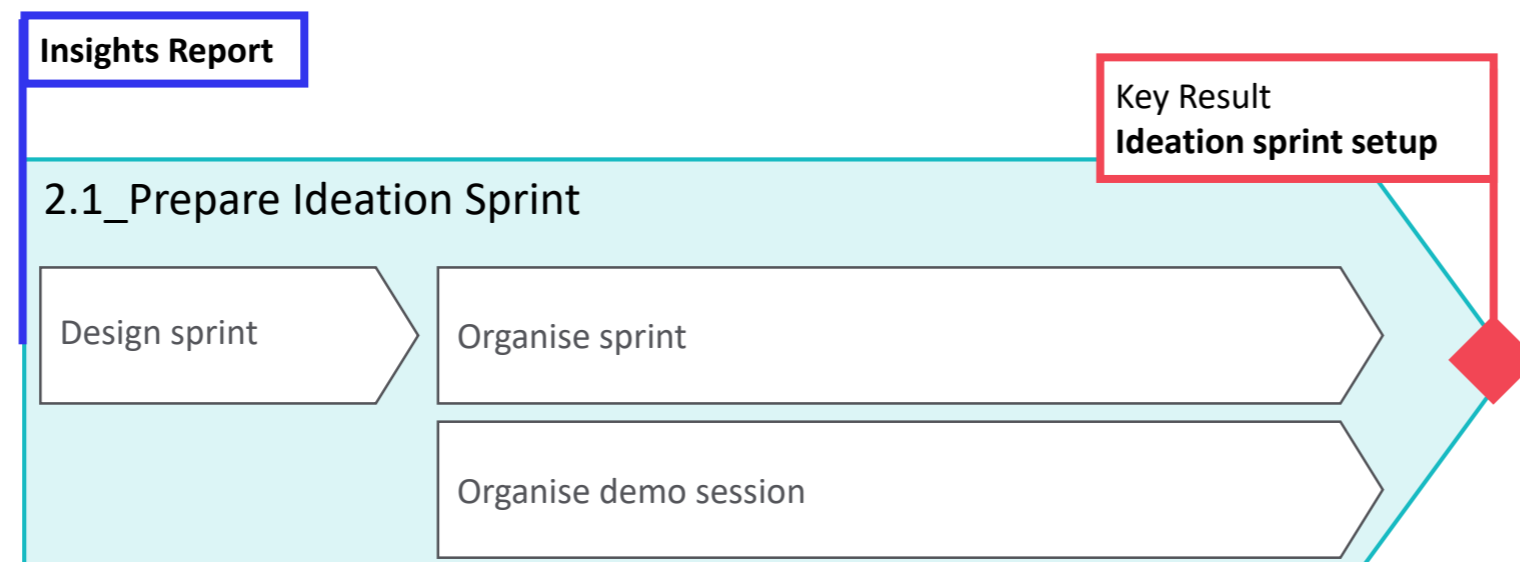 Insights Report
Key Result
Ideation sprint setup
2.1_Prepare Ideation Sprint
Design sprint
Organise sprint
Organise demo session